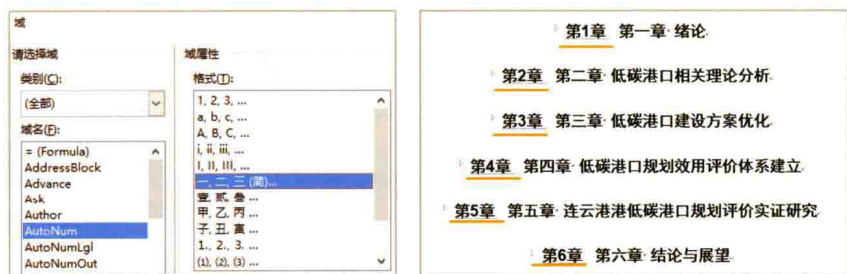 域
请选择域
类别(C):
(全部)
域名(F):
= (Formula)
AddressBlock
Advance
Ask
Author
AutoNum
AutoNumLgl
AutoNumOut
域属性
格式(T):
1, 2, 3, ...
a, b, c, ...
A, B, C, ...
i, ii, iii, ...
I, II, III, ...
一, 二, 三 (简)...
壹, 贰, 叁 ...
甲, 乙, 丙 ...
子, 丑, 寅 ...
1., 2., 3. ...
(1), (2), (3) ...
第1章 第一章 绪论
第2章 第二章 低碳港口相关理论分析
第3章 第三章 低碳港口建设方案优化
第4章 第四章 低碳港口规划效用评价体系建立
第5章 第五章 连云港港低碳港口规划评价实证研究
第6章 第六章 结论与展望